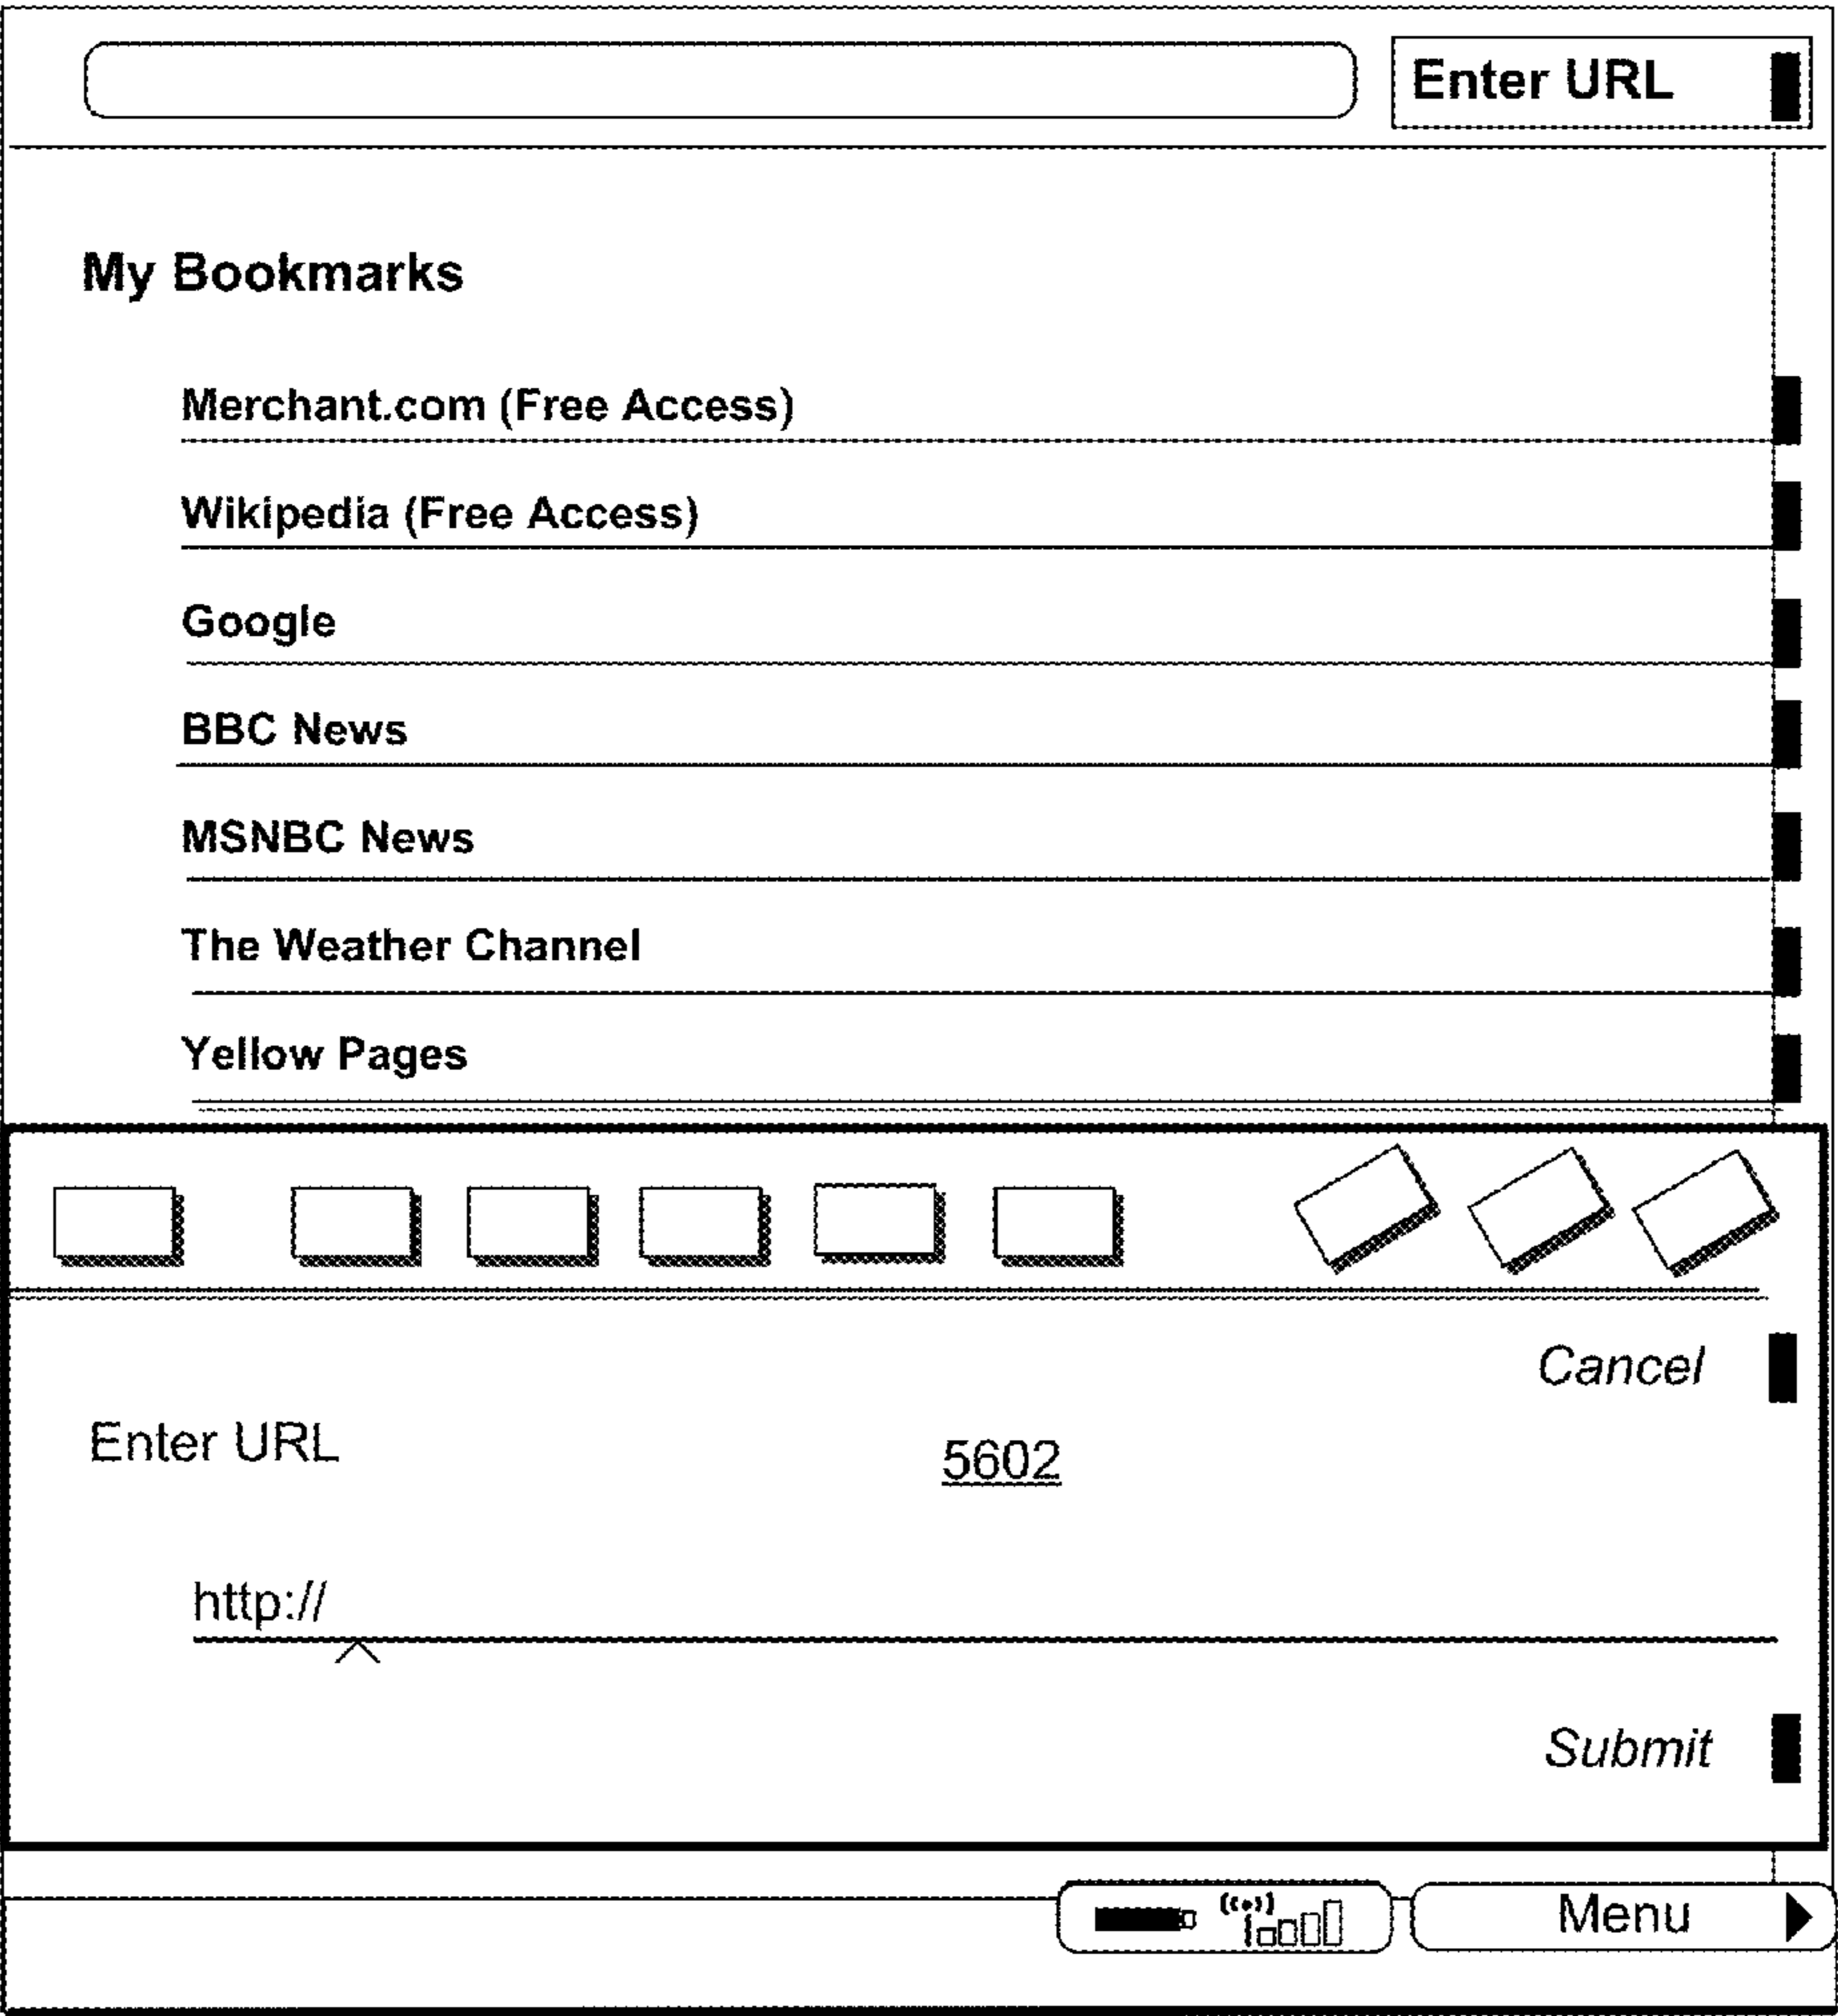 Enter URL
My Bookmarks
Merchant.com (Free Access)
Wikipedia (Free Access)
Google
BBC News
MSNBC News
The Weather Channel
Yellow Pages
Cancel
Enter URL
5602
http://
Submit
Menu